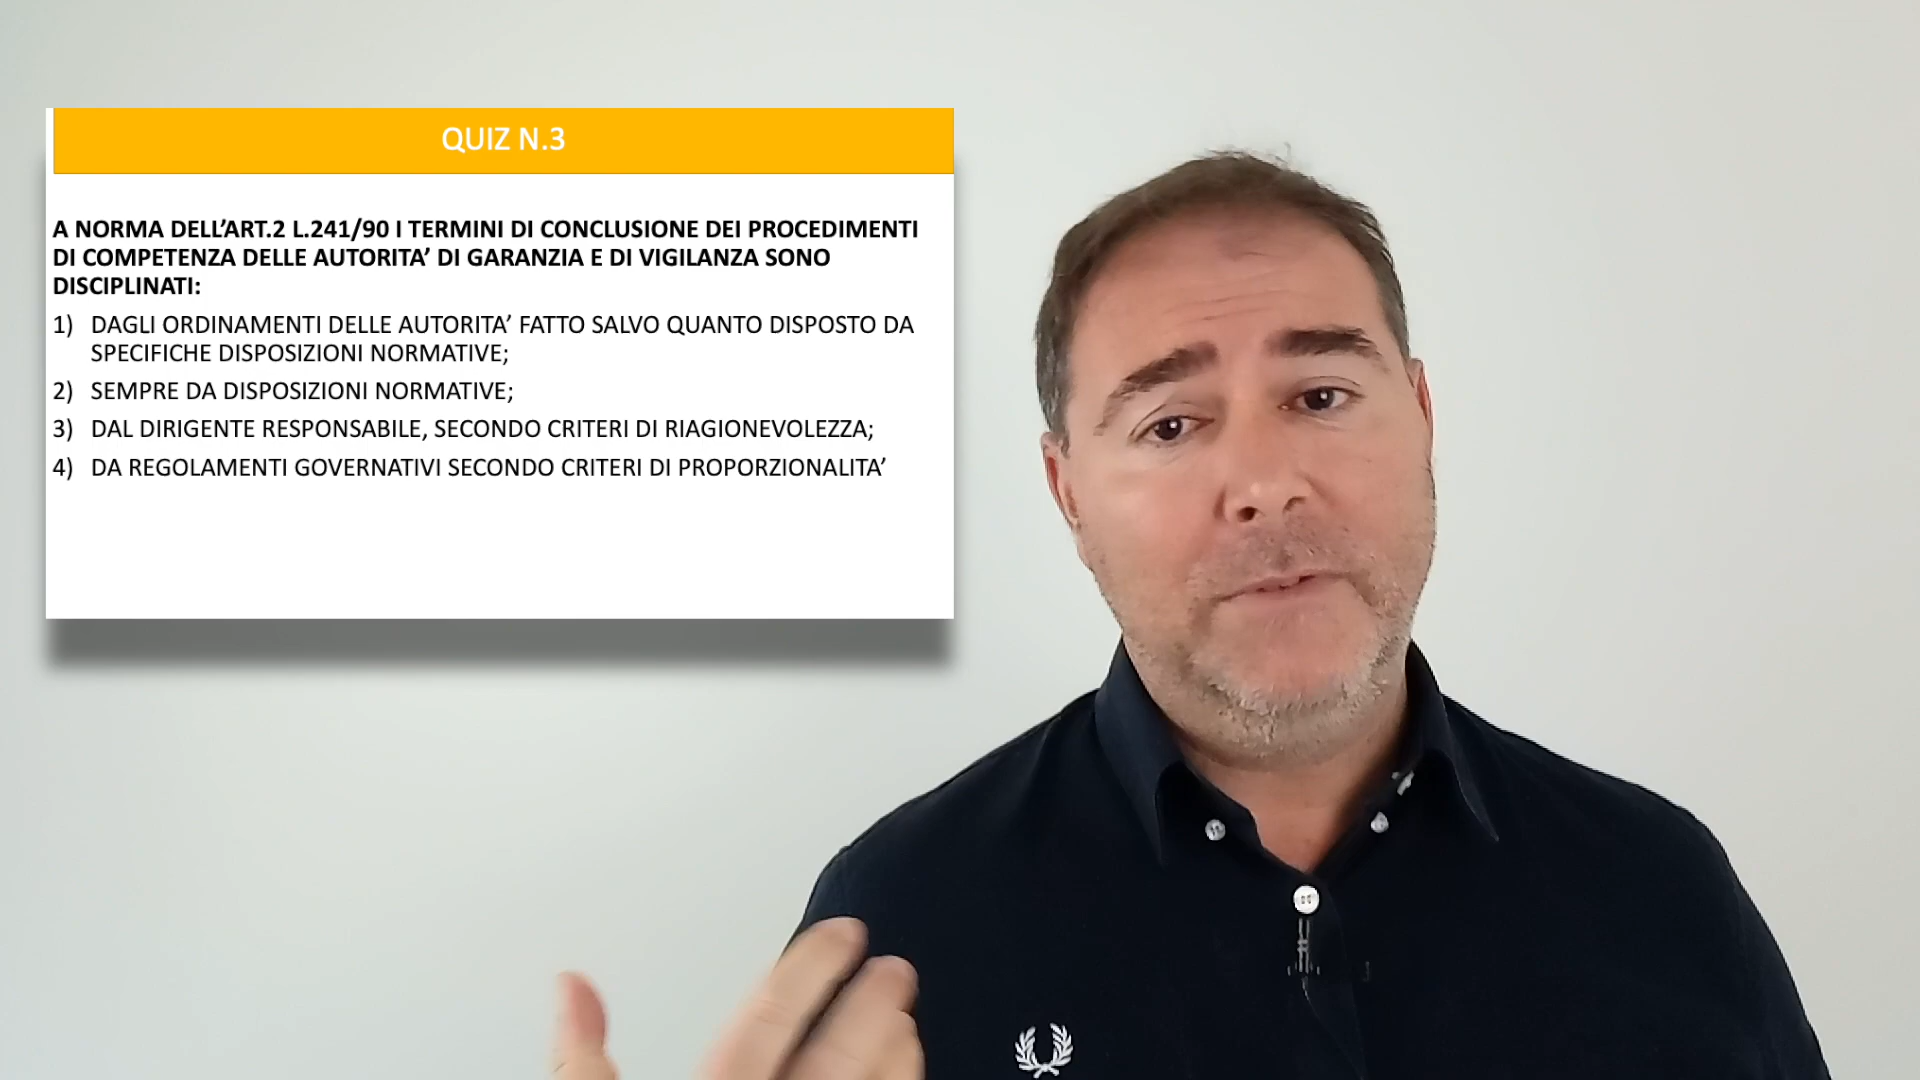 QUIZ N.3
A NORMA DELL’ART.2 L.241/90 I TERMINI DI CONCLUSIONE DEI PROCEDIMENTI
DI COMPETENZA DELLE AUTORITA’ DI GARANZIA E DI VIGILANZA SONO
DISCIPLINATI:
1) DAGLI ORDINAMENTI DELLE AUTORITA’ FATTO SALVO QUANTO DISPOSTO DA
SPECIFICHE DISPOSIZIONI NORMATIVE;
2) SEMPRE DA DISPOSIZIONI NORMATIVE;
3) DAL DIRIGENTE RESPONSABILE, SECONDO CRITERI DI RIAGIONEVOLEZZA;
4) DA REGOLAMENTI GOVERNATIVI SECONDO CRITERI DI PROPORZIONALITA’